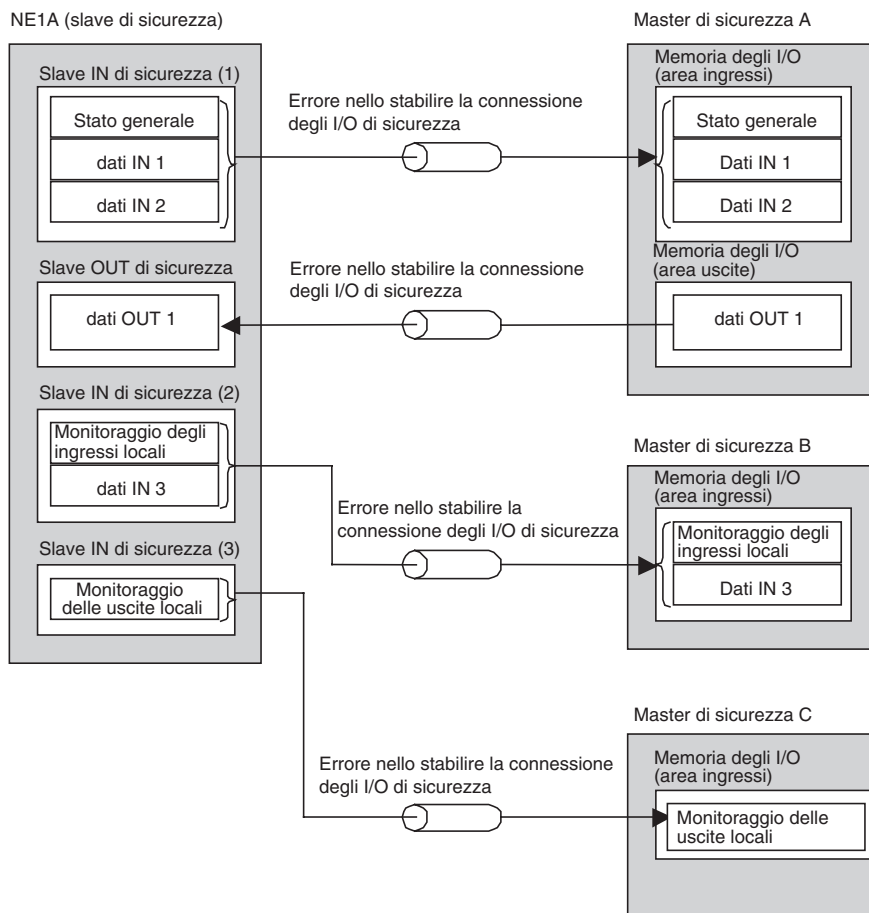 NE1A (slave di sicurezza)
Slave IN di sicurezza (1)
Stato generale
dati IN 1
dati IN 2
Slave OUT di sicurezza
dati OUT 1
Slave IN di sicurezza (2)
Monitoraggio degli
ingressi locali
dati IN 3
Slave IN di sicurezza (3)
Monitoraggio
delle uscite locali
Errore nello stabilire la connessione
degli I/O di sicurezza
Errore nello stabilire la connessione
degli I/O di sicurezza
Errore nello stabilire la
connessione degli I/O di sicurezza
Errore nello stabilire la connessione
degli I/O di sicurezza
Master di sicurezza A
Memoria degli I/O
(area ingressi)
Stato generale
Dati IN 1
Dati IN 2
Memoria degli I/O
(area uscite)
dati OUT 1
Master di sicurezza B
Memoria degli I/O
(area ingressi)
Monitoraggio degli
ingressi locali
Dati IN 3
Master di sicurezza C
Memoria degli I/O
(area ingressi)
Monitoraggio delle
uscite locali